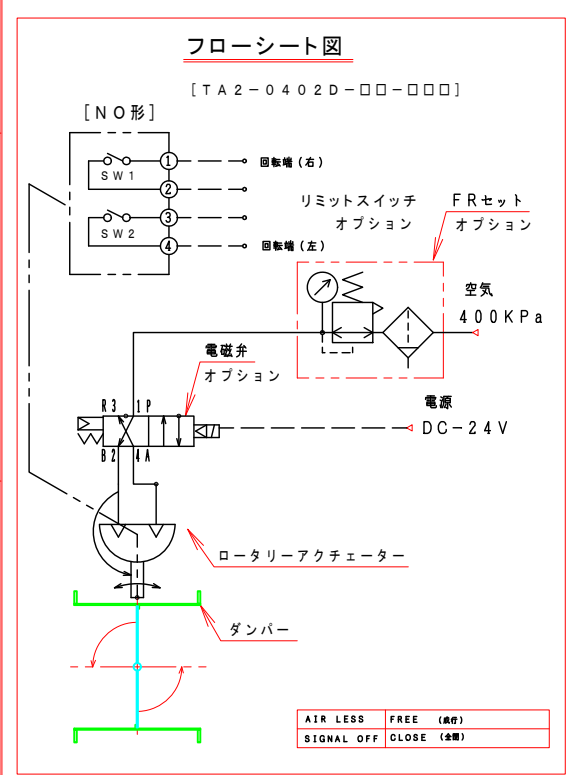 フローシート図
[TA2-0402D-□□-□□□]
[NO形]
1
回転端(右)
SW1
2
3
SW2
4
回転端(左)
リミットスイッチ
オプション
FRセット
オプション
空気
400KPa
電磁弁
オプション
電源
DC-24V
R3 1P
B2 4A
ロータリーアクチェーター
ダンパー
AIR LESS FREE (成行)
SIGNAL OFF CLOSE (全閉)